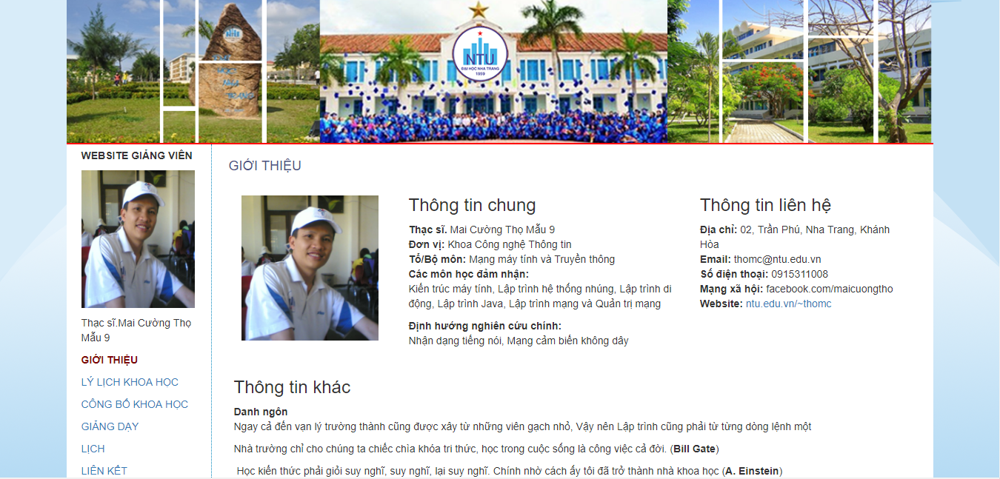 NTU
NTU
ĐẠI HỌC NHA TRANG
1959
WEBSITE GIẢNG VIÊN
Thạc sĩ.Mai Cường Thọ
Mẫu 9
GIỚI THIỆU
LÝ LỊCH KHOA HỌC
CÔNG BỐ KHOA HỌC
GIẢNG DẠY
LỊCH
LIÊN KẾT
GIỚI THIỆU
Thông tin chung
Thạc sĩ. Mai Cường Thọ Mẫu 9
Đơn vị: Khoa Công nghệ Thông tin
Tổ/Bộ môn: Mạng máy tính và Truyền thông
Các môn học đảm nhận:
Kiến trúc máy tính, Lập trình hệ thống nhúng, Lập trình di
động, Lập trình Java, Lập trình mạng và Quản trị mạng
Định hướng nghiên cứu chính:
Nhận dạng tiếng nói, Mạng cảm biến không dây
Thông tin liên hệ
Địa chỉ: 02, Trần Phú, Nha Trang, Khánh
Hòa
Email: thomc@ntu.edu.vn
Số điện thoại: 0915311008
Mạng xã hội: facebook.com/maicuongtho
Website: ntu.edu.vn/~thomc
Thông tin khác
Danh ngôn
Ngay cả đến vạn lý trường thành cũng được xây từ những viên gạch nhỏ, Vậy nên Lập trình cũng phải từ từng dòng lệnh một
Nhà trường chỉ cho chúng ta chiếc chìa khóa tri thức, học trong cuộc sống là công việc cả đời. (Bill Gate)
Học kiến thức phải giỏi suy nghĩ, suy nghĩ, lại suy nghĩ. Chính nhờ cách ấy tôi đã trở thành nhà khoa học (A. Einstein)